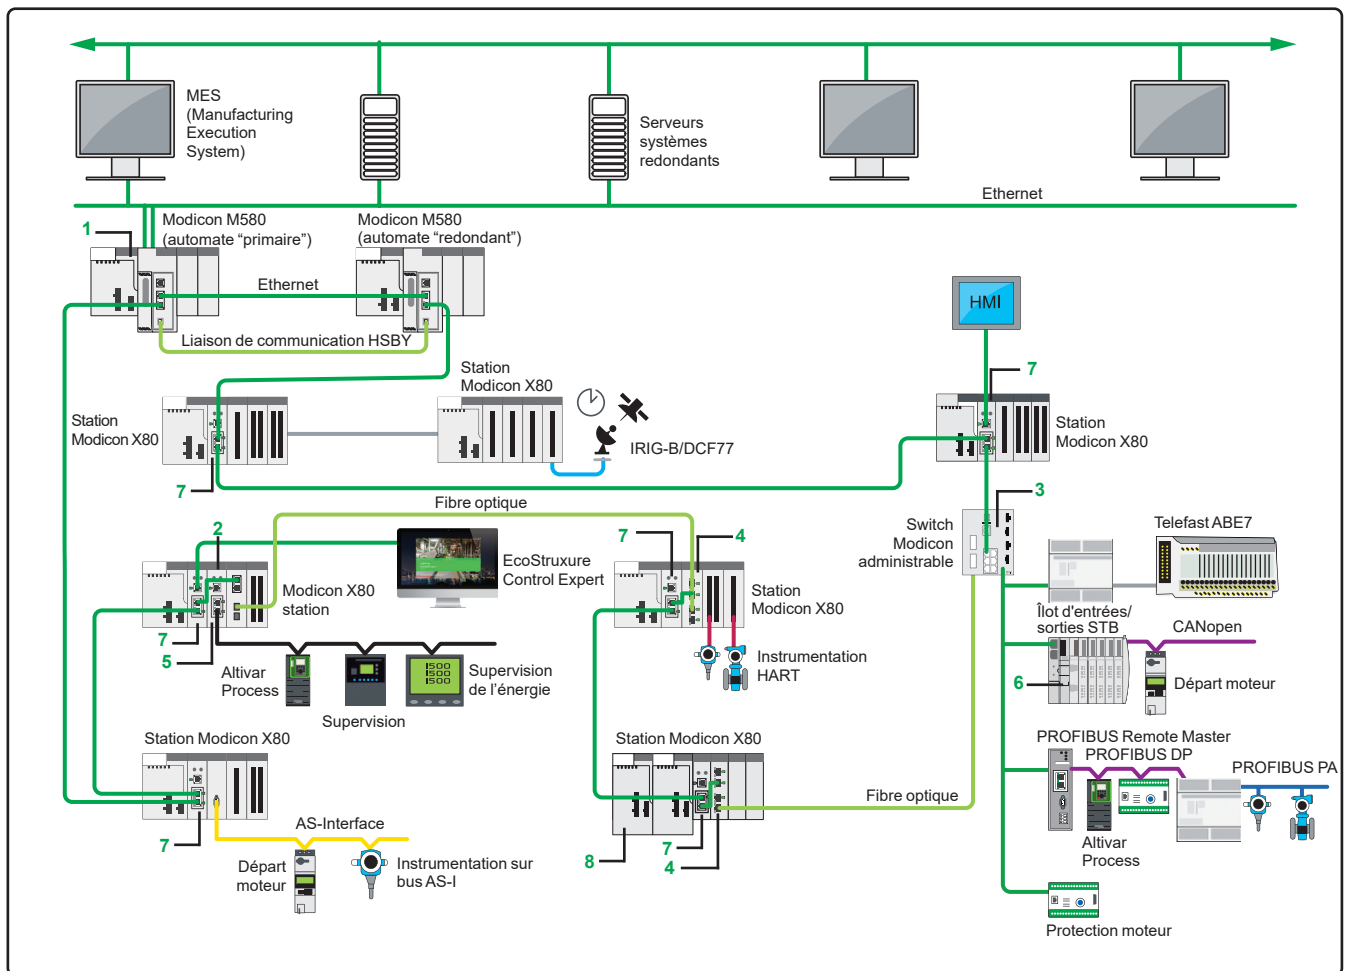 MES
(Manufacturing
Execution
System)
Serveurs
systèmes
redondants
Ethernet
1
Modicon M580
(automate “primaire”)
Modicon M580
(automate “redondant”)
Ethernet
Liaison de communication HSBY
HMI
Station
Modicon X80
7
Station
Modicon X80
7
IRIG-B/DCF77
Station
Modicon X80
Fibre optique
2
EcoStruxure
Control Expert
Modicon X80
station
7
5
Altivar
Process
Supervision
1500
1500
1500
Supervision
de l'énergie
7
4
Station
Modicon X80
Instrumentation
HART
3
Switch
Modicon
administrable
Telefast ABE7
Îlot d'entrées/
sorties STB
CANopen
6
Départ moteur
Station Modicon X80
7
AS-Interface
Départ
moteur
Instrumentation sur
bus AS-I
Station Modicon X80
8
7
4
Fibre optique
PROFIBUS Remote Master
PROFIBUS DP
PROFIBUS PA
Altivar
Process
Protection moteur